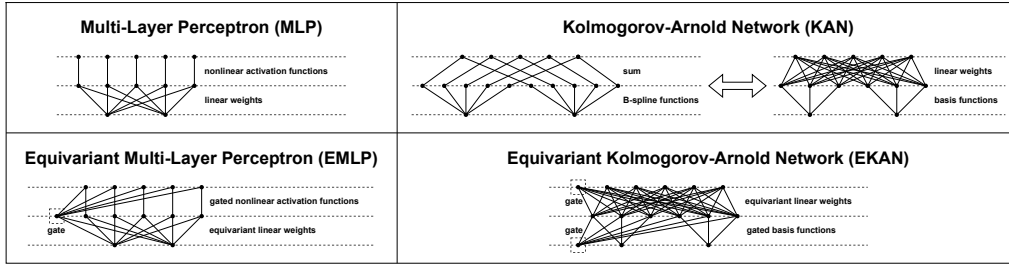 Multi-Layer Perceptron (MLP)
nonlinear activation functions
linear weights
Kolmogorov-Arnold Network (KAN)
sum
B-spline functions
linear weights
basis functions
Equivariant Multi-Layer Perceptron (EMLP)
gated nonlinear activation functions
gate
equivariant linear weights
Equivariant Kolmogorov-Arnold Network (EKAN)
gate
equivariant linear weights
gate
gated basis functions